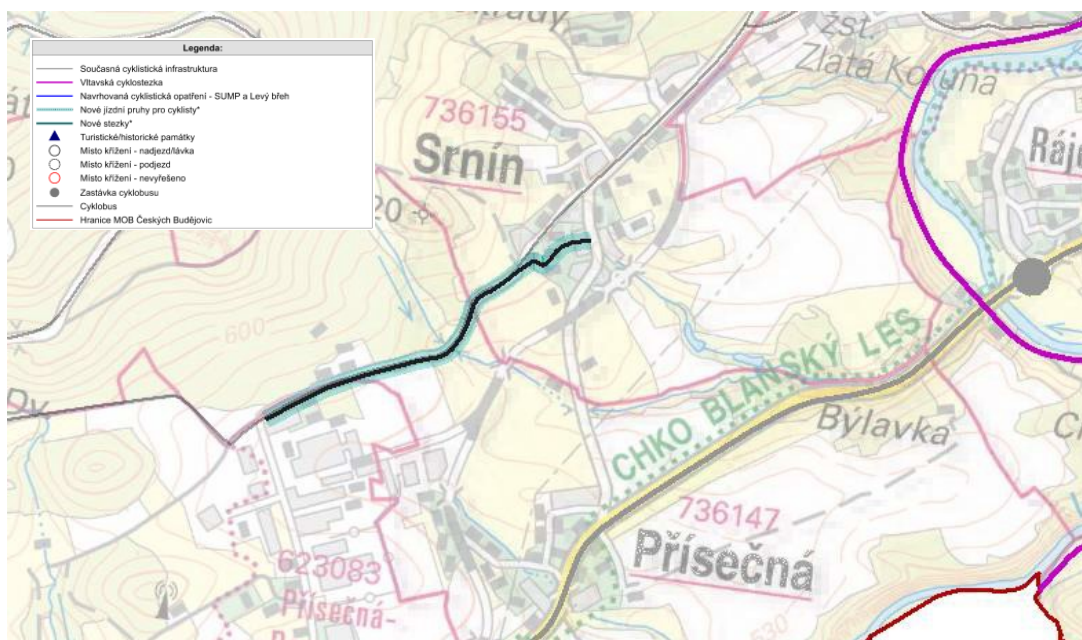 Legenda:
Současná cyklistická infrastruktura
Vltavská cyklostezka
Navrhovaná cyklistická opatření - SUMP a Levý břeh
Nové jízdní pruhy pro cyklisty*
Nové stezky*
Turistické/historické památky
Místo křížení - nadjezd/lávka
Místo křížení - podjezd
Místo křížení - nevyřešeno
Zastávka cyklobusu
Cyklobus
Hranice MOB Českých Budějovic
žst.
Zlatá Koruna
736155
Srnín
600
CHKO BLANSKÝ LES
Býlavka
736147
Přísečná
623083
Přísečná-
530